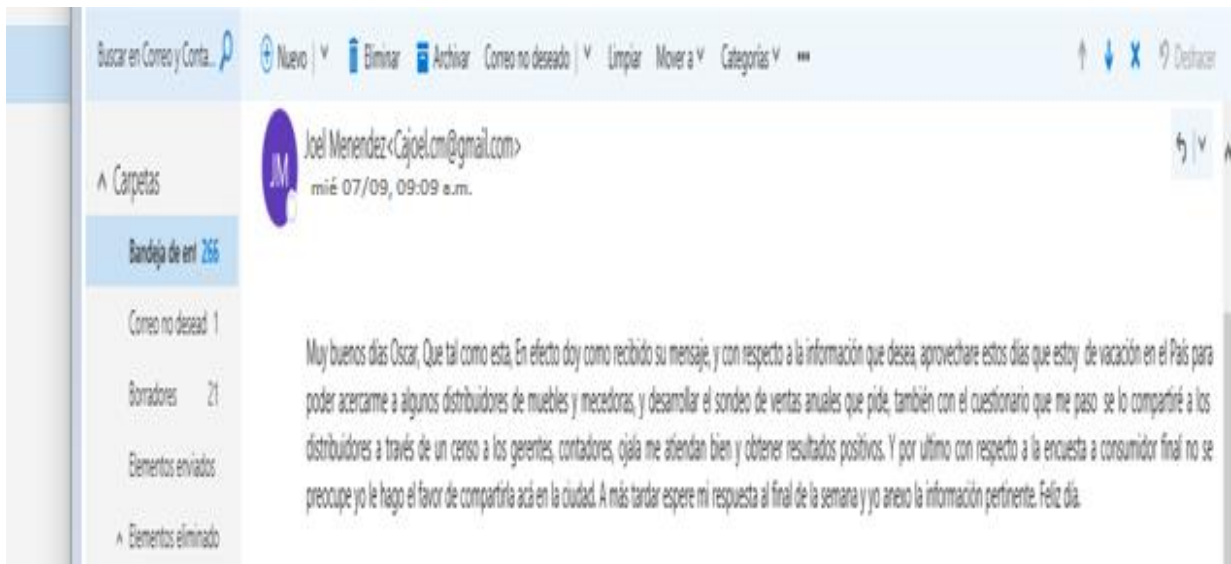 Buscar en Correo y Conta...
Nuevo Eliminar Archivar Correo no deseado Limpiar Mover a Categorías ... Deshacer
Carpetas
Bandeja de ent 266
Correo no desead 1
Borradores 21
Elementos enviados
Elementos eliminado
JM
Joel Menendez<Cajoel.cm@gmail.com>
mié 07/09, 09:09 a.m.
Muy buenos días Oscar, Que tal como esta, En efecto doy como recibido su mensaje, y con respecto a la información que desea, aprovechare estos días que estoy de vacación en el País para
poder acercarme a algunos distribuidores de muebles y mecedoras, y desarrollar el sondeo de ventas anuales que pide, también con el cuestionario que me paso se lo compartiré a los
distribuidores a través de un censo a los gerentes, contadores, ojala me atiendan bien y obtener resultados positivos. Y por ultimo con respecto a la encuesta a consumidor final no se
preocupe yo le hago el favor de compartirla acá en la ciudad. A más tardar espere mi respuesta al final de la semana y yo anexo la información pertinente. Feliz día.